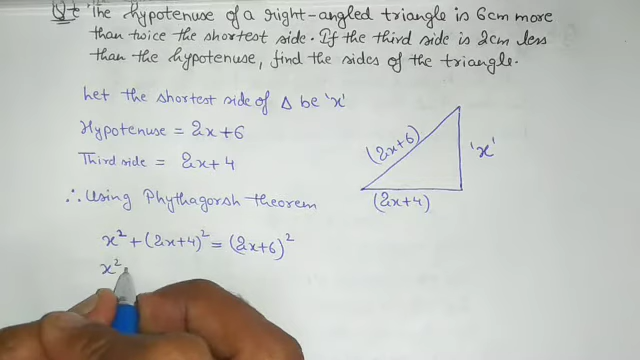 Q: The hypotenuse of a right-angled triangle is 6cm more
than twice the shortest side. If the third side is 2cm less
than the hypotenuse, find the sides of the triangle.
Let the shortest side of Δ be 'x'
Hypotenuse = 2x+6
Third side = 2x+4
(2x+6)
'x'
(2x+4)
∴ Using Phythagorsh theorem
x² + (2x+4)² = (2x+6)²
x²